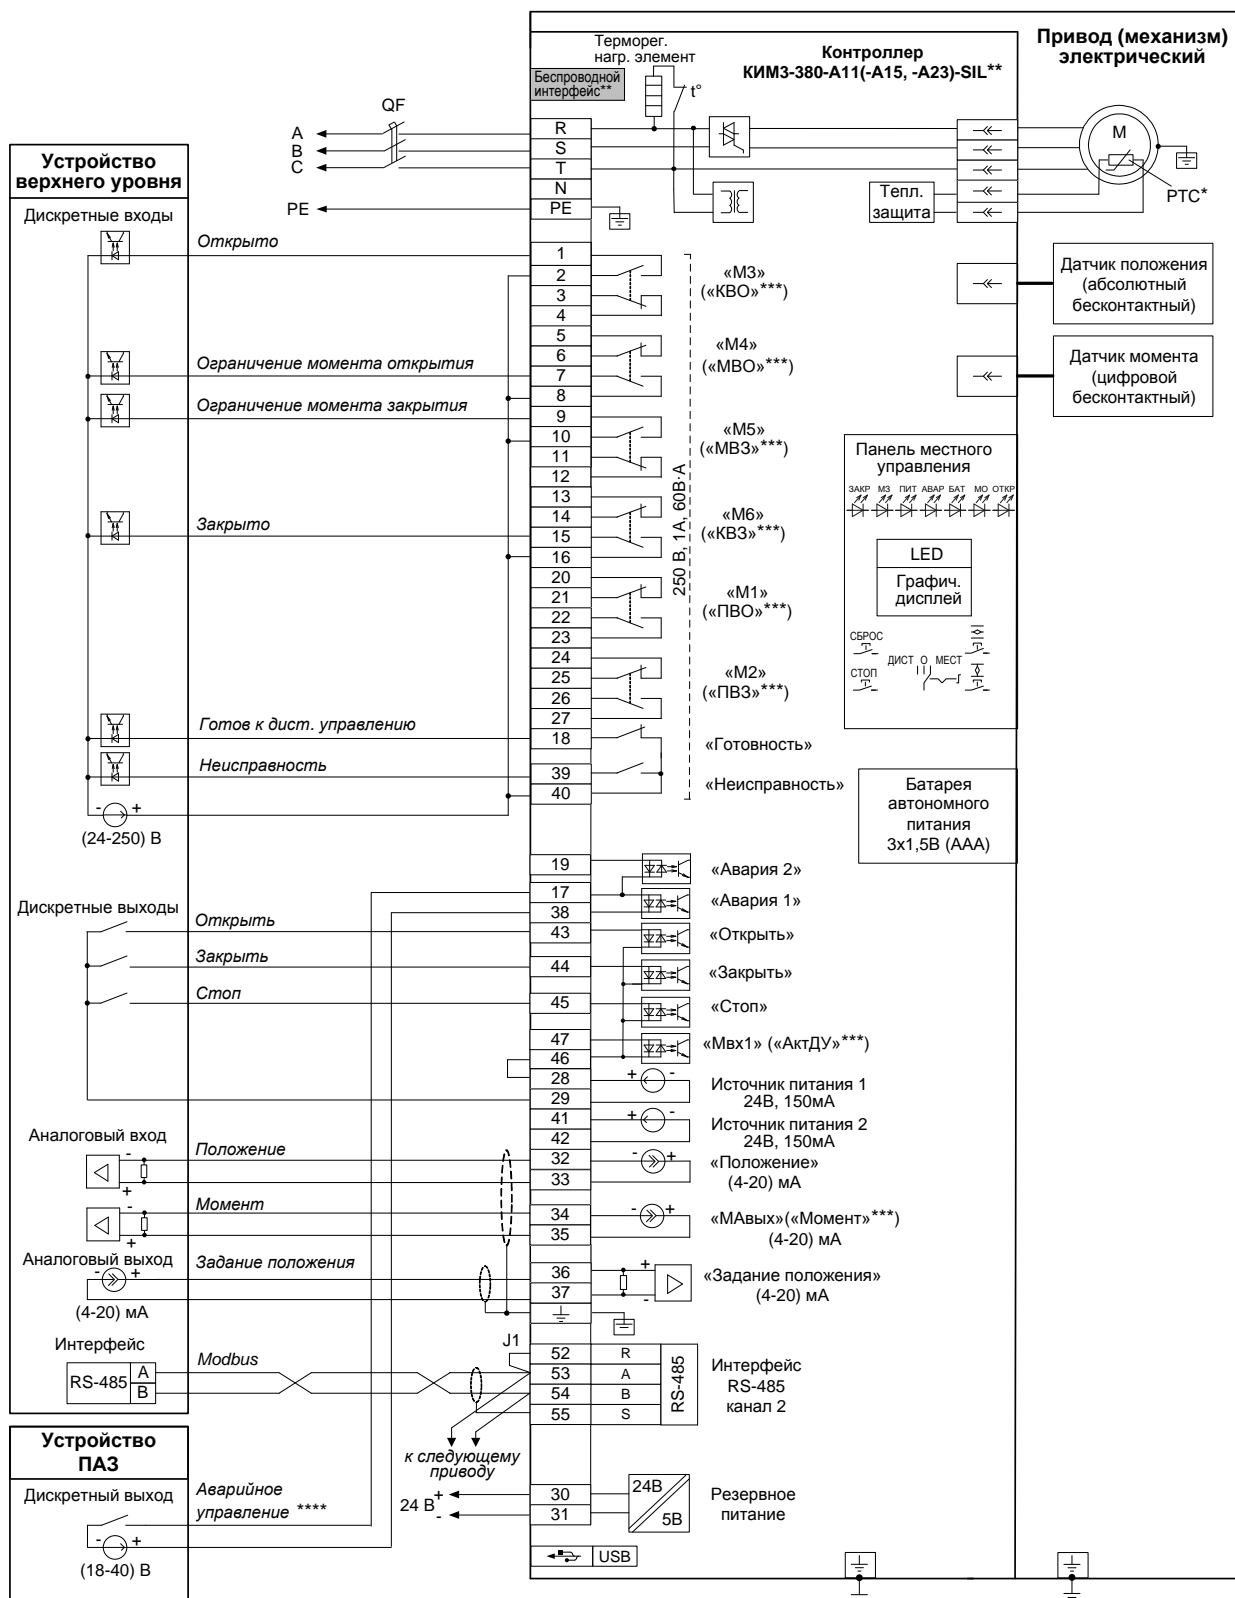 Привод (механизм)
электрический
Контроллер
КИМ3-380-А11(-А15, -А23)-SIL**
Терморег.
нагр. элемент
t°
Беспроводной
интерфейс**
QF
A
B
C
PE
R
S
T
N
PE
M
PTC*
Тепл.
защита
Устройство
верхнего уровня
Дискретные входы
Открыто
Ограничение момента открытия
Ограничение момента закрытия
Закрыто
Готов к дист. управлению
Неисправность
- +
(24-250) В
1
2
3
4
5
6
7
8
9
10
11
12
13
14
15
16
20
21
22
23
24
25
26
27
18
39
40
«М3»
(«КВО»***)
«М4»
(«МВО»***)
«М5»
(«МВЗ»***)
«М6»
(«КВЗ»***)
«М1»
(«ПВО»***)
«М2»
(«ПВЗ»***)
«Готовность»
«Неисправность»
250 В, 1А, 60В·А
Датчик положения
(абсолютный
бесконтактный)
Датчик момента
(цифровой
бесконтактный)
Панель местного
управления
ЗАКР МЗ ПИТ АВАР БАТ МО ОТКР
LED
Графич.
дисплей
СБРОС
СТОП
ДИСТ О МЕСТ
Батарея
автономного
питания
3х1,5В (ААА)
Дискретные выходы
Открыть
Закрыть
Стоп
19
17
38
43
44
45
47
46
28
29
41
42
32
33
34
35
36
37
«Авария 2»
«Авария 1»
«Открыть»
«Закрыть»
«Стоп»
«Мвх1» («АктДУ»***)
+ -
Источник питания 1
24В, 150мА
+ -
Источник питания 2
24В, 150мА
- +
«Положение»
(4-20) мА
- +
«МАвых»(«Момент»***)
(4-20) мА
+
-
«Задание положения»
(4-20) мА
Аналоговый вход
-
+
Положение
-
+
Момент
Аналоговый выход
- +
Задание положения
(4-20) мА
Интерфейс
RS-485
A
B
Modbus
J1
52 R
53 A
54 B
55 S
RS-485
Интерфейс
RS-485
канал 2
к следующему
приводу
24 В
+
-
30
31
24В
5В
Резервное
питание
USB
Устройство
ПАЗ
Дискретный выход
Аварийное
управление ****
- +
(18-40) В